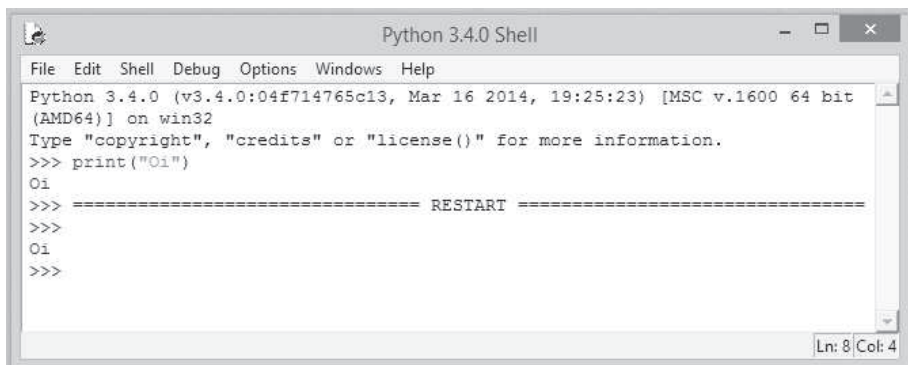 Python 3.4.0 Shell
File Edit Shell Debug Options Windows Help
Python 3.4.0 (v3.4.0:04f714765c13, Mar 16 2014, 19:25:23) [MSC v.1600 64 bit
(AMD64)] on win32
Type "copyright", "credits" or "license()" for more information.
>>> print("Oi")
Oi
>>> ================================ RESTART ================================
>>>
Oi
>>>
Ln: 8 Col: 4